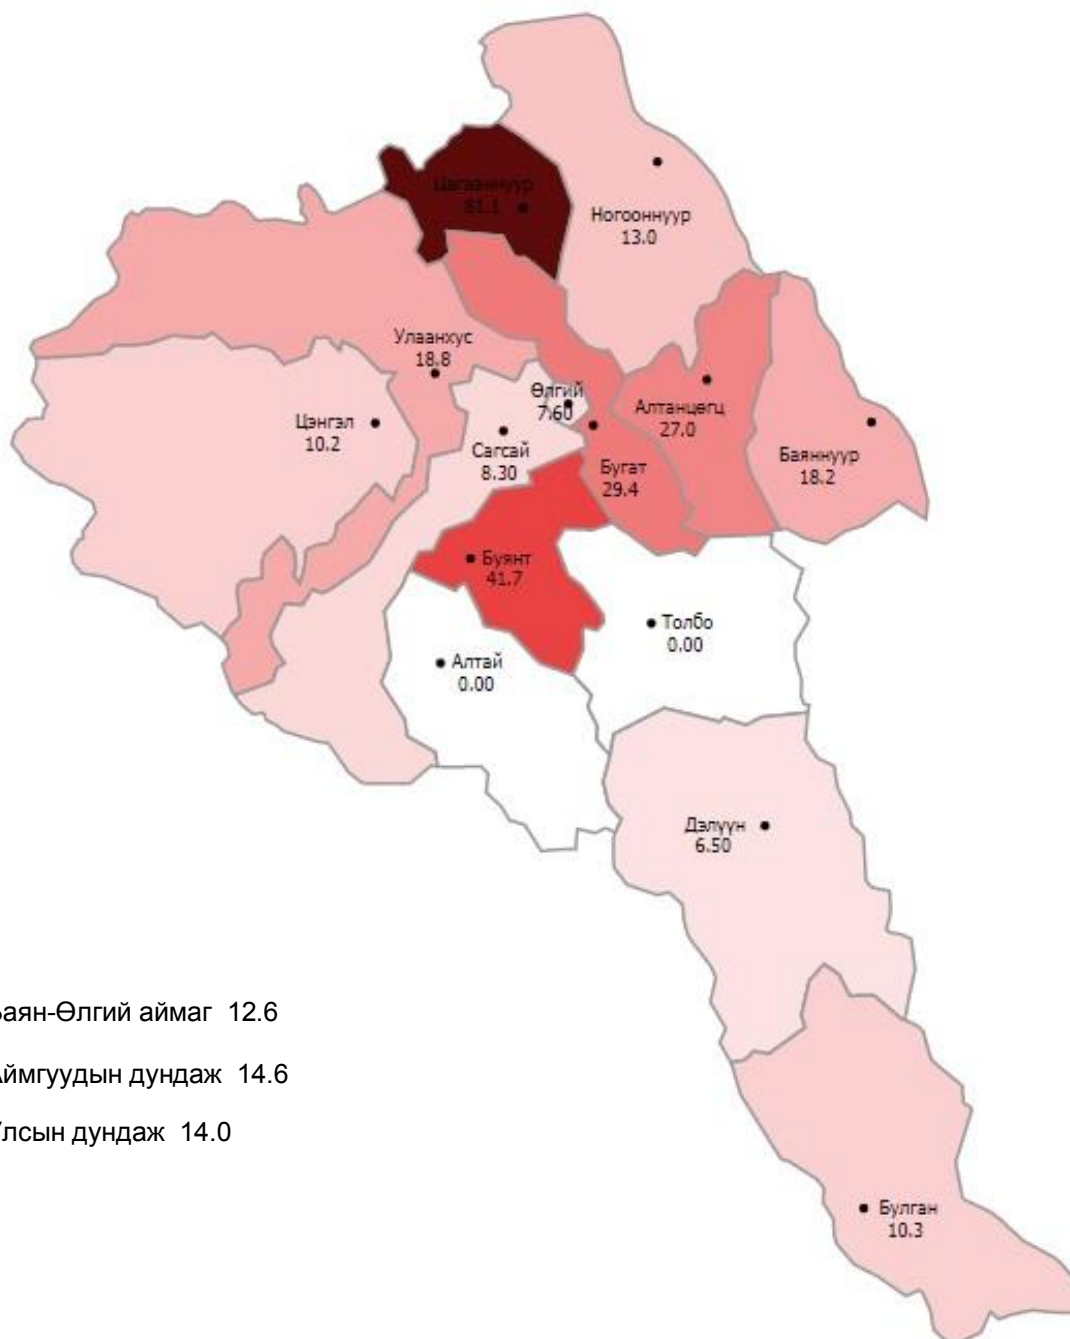 Цагааннуур
81.1
Ногооннуур
13.0
Улаанхус
18.8
Өлгий
7.60
Алтанцөгц
27.0
Цэнгэл
10.2
Сагсай
8.30
Бугат
29.4
Баяннуур
18.2
Буянт
41.7
Толбо
0.00
Алтай
0.00
Дэлүүн
6.50
Баян-Өлгий аймаг 12.6
Аймгуудын дундаж 14.6
Улсын дундаж 14.0
Булган
10.3